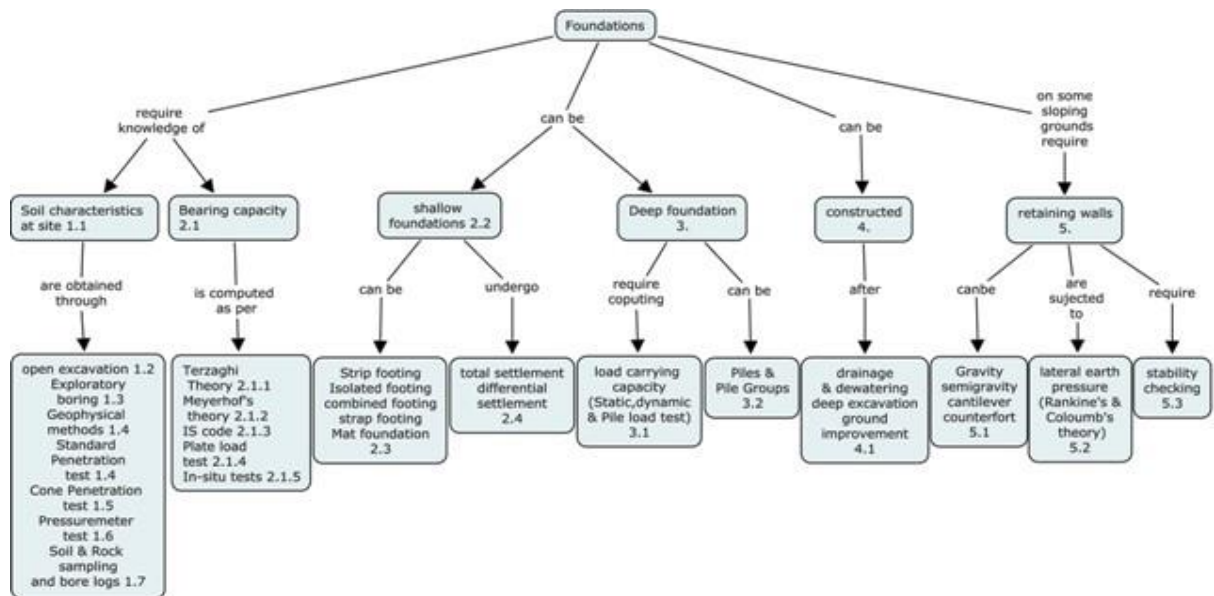 Foundations
require
knowledge of
can be
can be
on some
sloping
grounds
require
Soil characteristics
at site 1.1
Bearing capacity
2.1
shallow
foundations 2.2
Deep foundation
3.
constructed
4.
retaining walls
5.
are obtained
through
is computed
as per
can be
undergo
require
coputing
can be
after
canbe
are
sujected
to
require
open excavation 1.2
Exploratory
boring 1.3
Geophysical
methods 1.4
Standard
Penetration
test 1.4
Cone Penetration
test 1.5
Pressuremeter
test 1.6
Soil & Rock
sampling
and bore logs 1.7
Terzaghi
Theory 2.1.1
Meyerhof's
theory 2.1.2
IS code 2.1.3
Plate load
test 2.1.4
In-situ tests 2.1.5
Strip footing
Isolated footing
combined footing
strap footing
Mat foundation
2.3
total settlement
differential
settlement
2.4
load carrying
capacity
(Static,dynamic
& Pile load test)
3.1
Piles &
Pile Groups
3.2
drainage
& dewatering
deep excavation
ground
improvement
4.1
Gravity
semigravity
cantilever
counterfort
5.1
lateral earth
pressure
(Rankine's &
Coloumb's
theory)
5.2
stability
checking
5.3